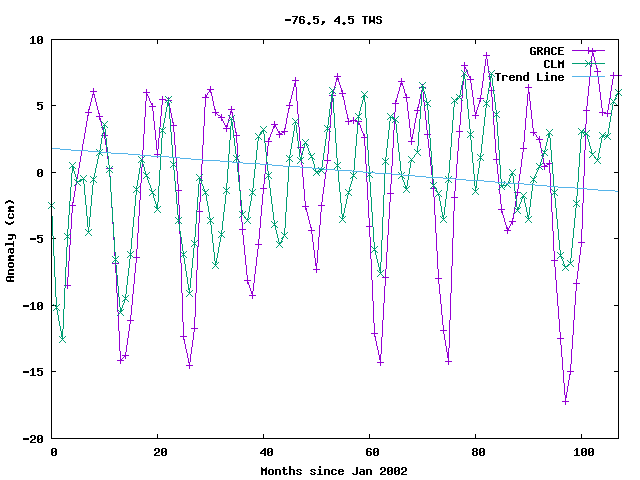 -76.5, 4.5 TWS
GRACE
CLM
Trend Line
10
5
0
-5
-10
-15
-20
Anomaly (cm)
0 20 40 60 80 100
Months since Jan 2002